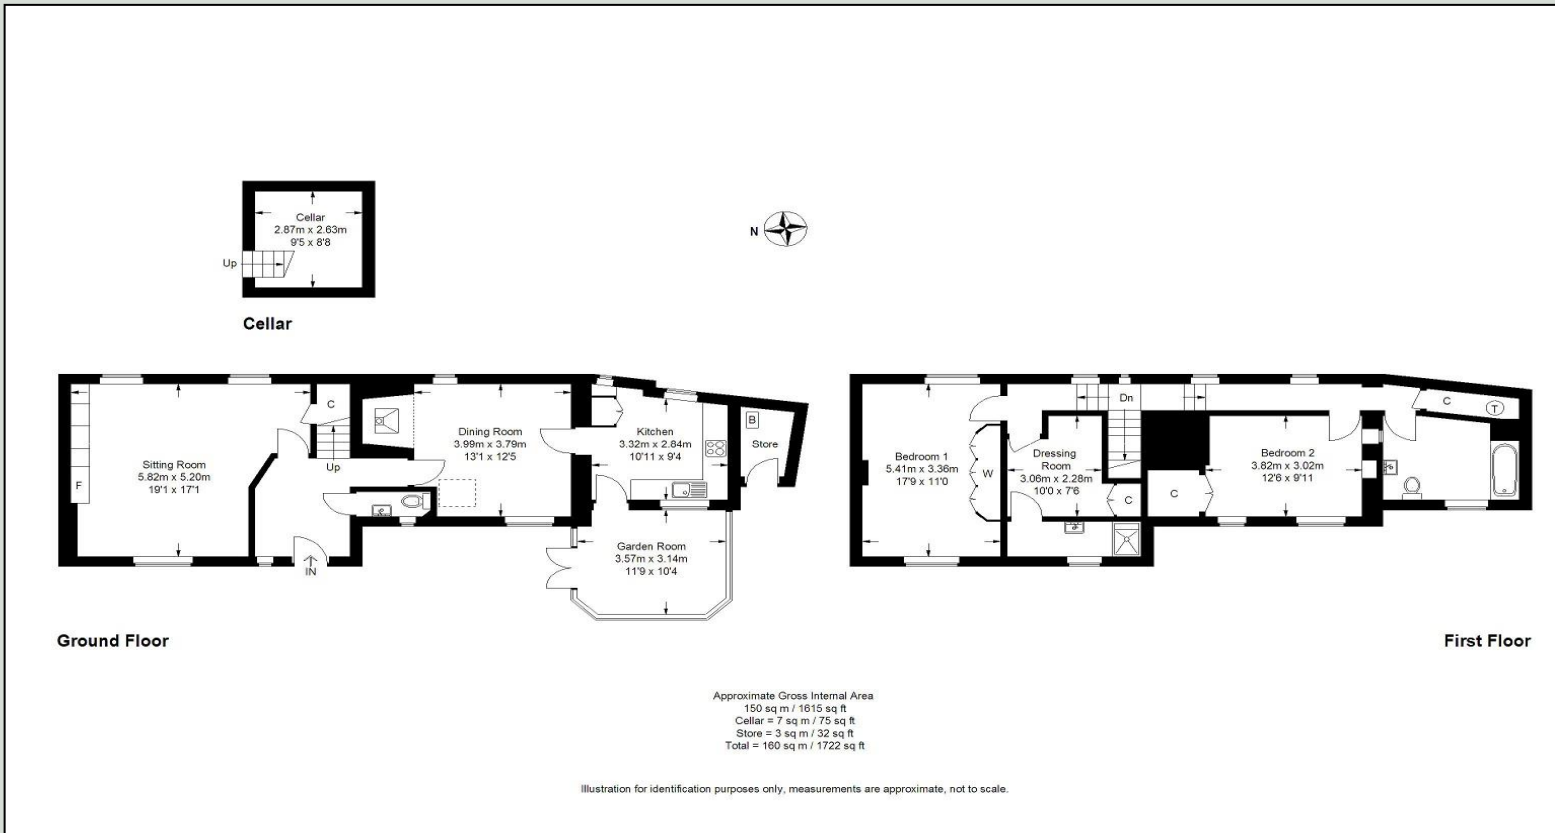 Cellar
2.87m x 2.63m
9'5 x 8'8
Up
Cellar
N
Sitting Room
5.82m x 5.20m
19'1 x 17'1
F
C
Up
IN
Dining Room
3.99m x 3.79m
13'1 x 12'5
Kitchen
3.32m x 2.84m
10'11 x 9'4
B
Store
Garden Room
3.57m x 3.14m
11'9 x 10'4
Ground Floor
Bedroom 1
5.41m x 3.36m
17'9 x 11'0
W
Dn
Dressing
Room
3.06m x 2.28m
10'0 x 7'6
C
C
Bedroom 2
3.82m x 3.02m
12'6 x 9'11
C
T
First Floor
Approximate Gross Internal Area
150 sq m / 1615 sq ft
Cellar = 7 sq m / 75 sq ft
Store = 3 sq m / 32 sq ft
Total = 160 sq m / 1722 sq ft
Illustration for identification purposes only, measurements are approximate, not to scale.